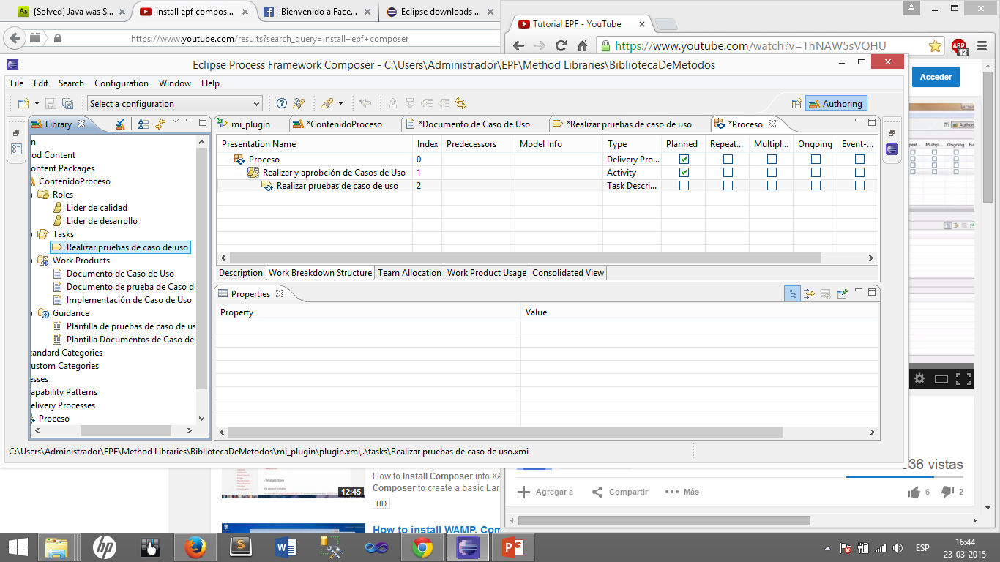 {Solved} Java was S...
install epf compos...
¡Bienvenido a Face...
Eclipse downloads ...
https://www.youtube.com/results?search_query=install+epf+composer
Tutorial EPF - YouTube
https://www.youtube.com/watch?v=ThNAW5sVQHU
ABP
12
Acceder
Eclipse Process Framework Composer - C:\Users\Administrador\EPF\Method Libraries\BibliotecaDeMetodos
File Edit Search Configuration Window Help
Select a configuration
Authoring
Library
mi_plugin
*ContenidoProceso
*Documento de Caso de Uso
*Realizar pruebas de caso de uso
*Proceso
n
od Content
ontent Packages
ContenidoProceso
Roles
Lider de calidad
Lider de desarrollo
Tasks
Realizar pruebas de caso de uso
Work Products
Documento de Caso de Uso
Documento de prueba de Caso de
Implementación de Caso de Uso
Guidance
Plantilla de pruebas de caso de us
Plantilla Documentos de Caso de
tandard Categories
ustom Categories
esses
apability Patterns
elivery Processes
Proceso
Presentation Name Index Predecessors Model Info Type Planned Repeat... Multipl... Ongoing Event-...
Proceso 0 Delivery Pro...
Realizar y aprobción de Casos de Uso 1 Activity
Realizar pruebas de caso de uso 2 Task Descri...
Description Work Breakdown Structure Team Allocation Work Product Usage Consolidated View
Properties
Property Value
C:\Users\Administrador\EPF\Method Libraries\BibliotecaDeMetodos\mi_plugin\plugin.xmi,.\tasks\Realizar pruebas de caso de uso.xmi
12:45
How to Install Composer into XA
Composer to create a basic Lar
HD
How to install WAMP, Com
36 vistas
Agregar a Compartir Más 6 2
ESP
16:44
23-03-2015